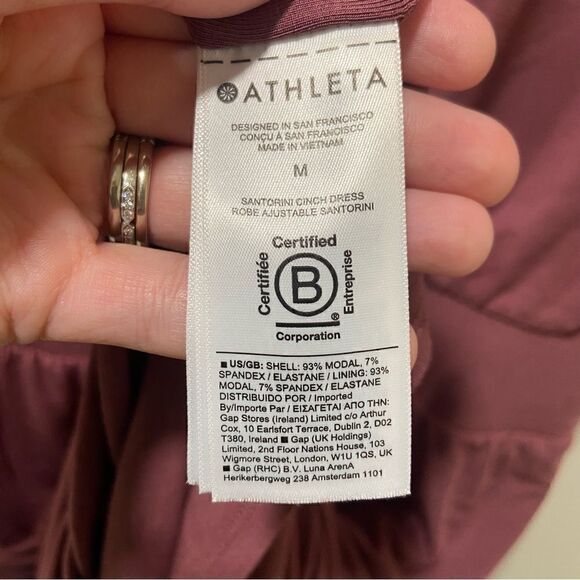 ATHLETA
DESIGNED IN SAN FRANCISCO
CONÇU À SAN FRANCISCO
MADE IN VIETNAM
M
SANTORINI CINCH DRESS
ROBE AJUSTABLE SANTORINI
Certified
Certifiée
B
Entreprise
®
Corporation
■ US/GB: SHELL: 93% MODAL, 7%
SPANDEX / ELASTANE / LINING: 93%
MODAL, 7% SPANDEX / ELASTANE
DISTRIBUIDO POR / Imported
By/Importe Par / ΕΙΣΑΓΕΤΑΙ ΑΠΟ ΤΗΝ:
Gap Stores (Ireland) Limited c/o Arthur
Cox, 10 Earlsfort Terrace, Dublin 2, D02
T380, Ireland ■ Gap (UK Holdings)
Limited, 2nd Floor Nations House, 103
Wigmore Street, London, W1U 1QS, UK
■ Gap (RHC) B.V. Luna ArenA
Herikerbergweg 238 Amsterdam 1101